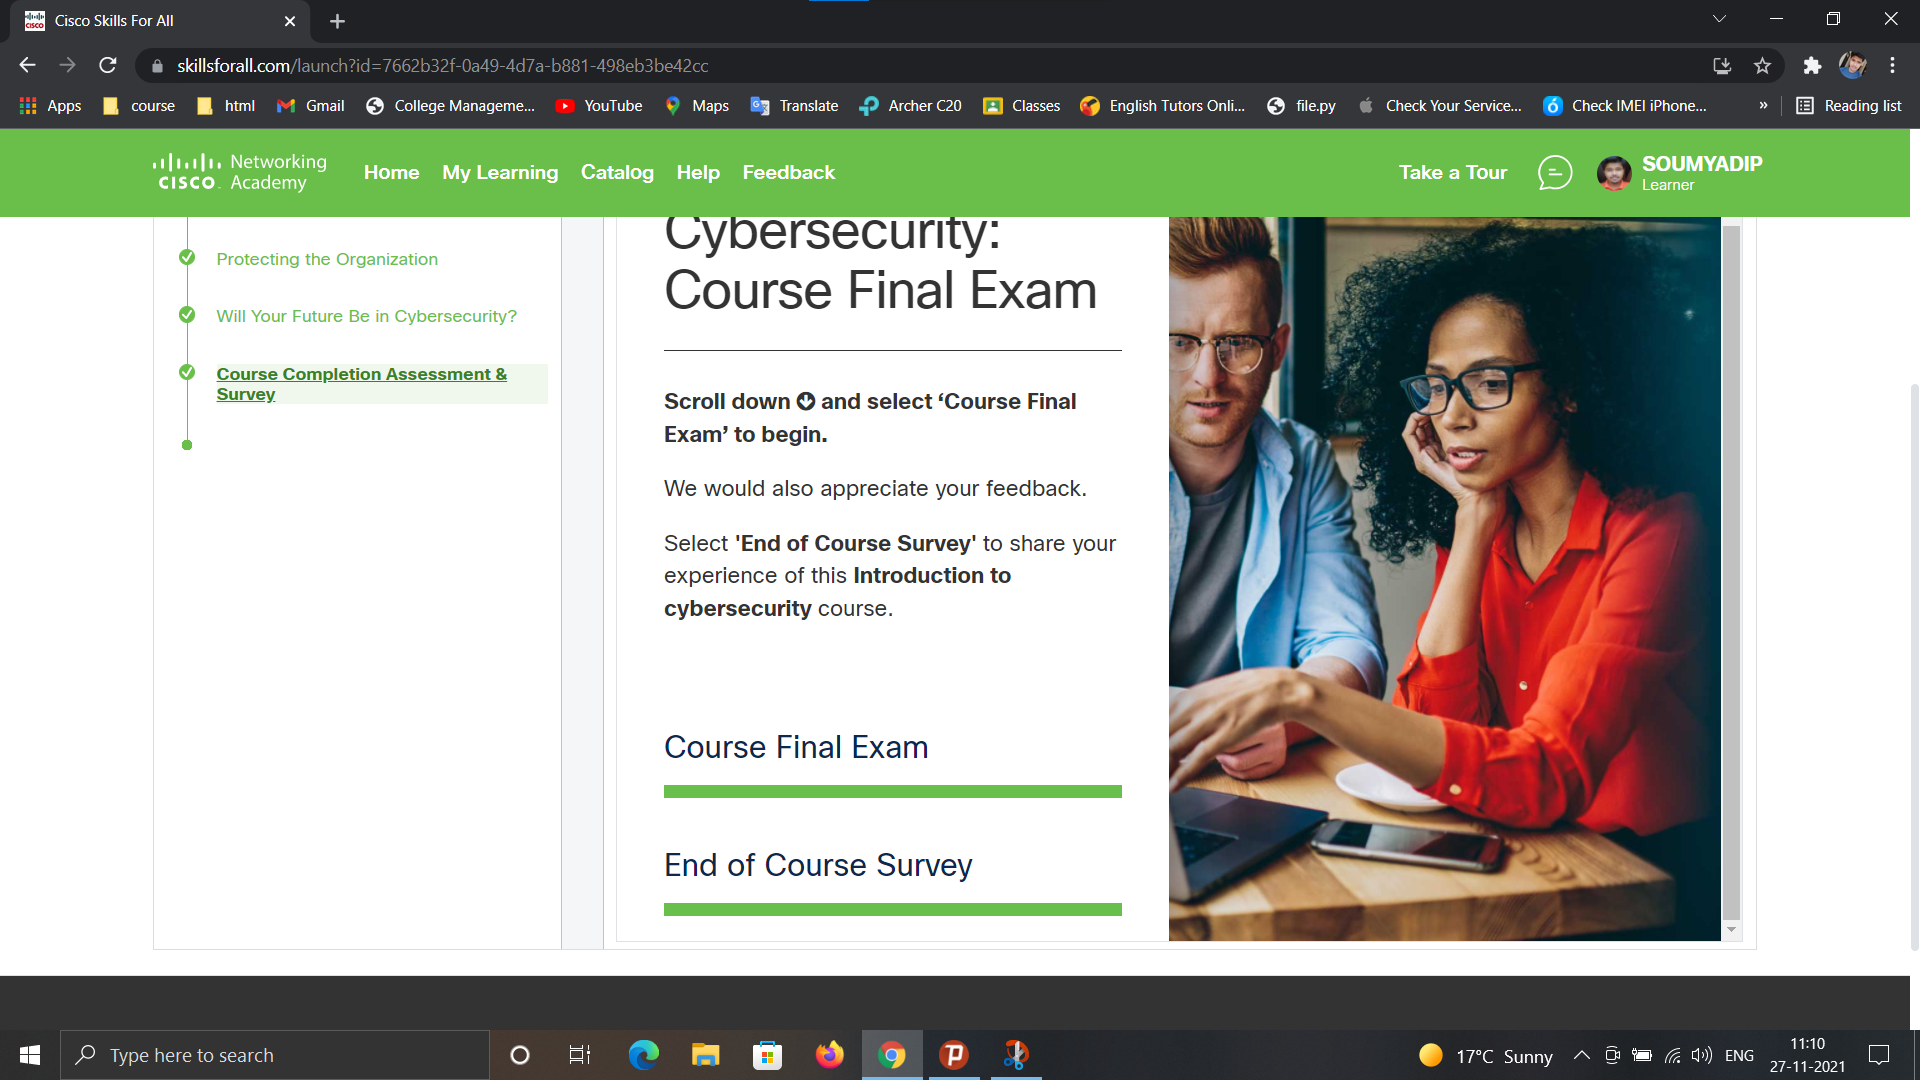 Cisco Skills For All
skillsforall.com/launch?id=7662b32f-0a49-4d7a-b881-498eb3be42cc
Apps course html Gmail College Manageme... YouTube Maps Translate Archer C20 Classes English Tutors Onli... file.py Check Your Service... Check IMEI iPhone... » Reading list
CISCO Networking Academy
Home My Learning Catalog Help Feedback Take a Tour SOUMYADIP
Learner
Protecting the Organization
Will Your Future Be in Cybersecurity?
Course Completion Assessment &
Survey
Cybersecurity:
Course Final Exam
Scroll down and select ‘Course Final
Exam’ to begin.
We would also appreciate your feedback.
Select 'End of Course Survey' to share your
experience of this Introduction to
cybersecurity course.
Course Final Exam
End of Course Survey
Type here to search
17°C Sunny
ENG
11:10
27-11-2021